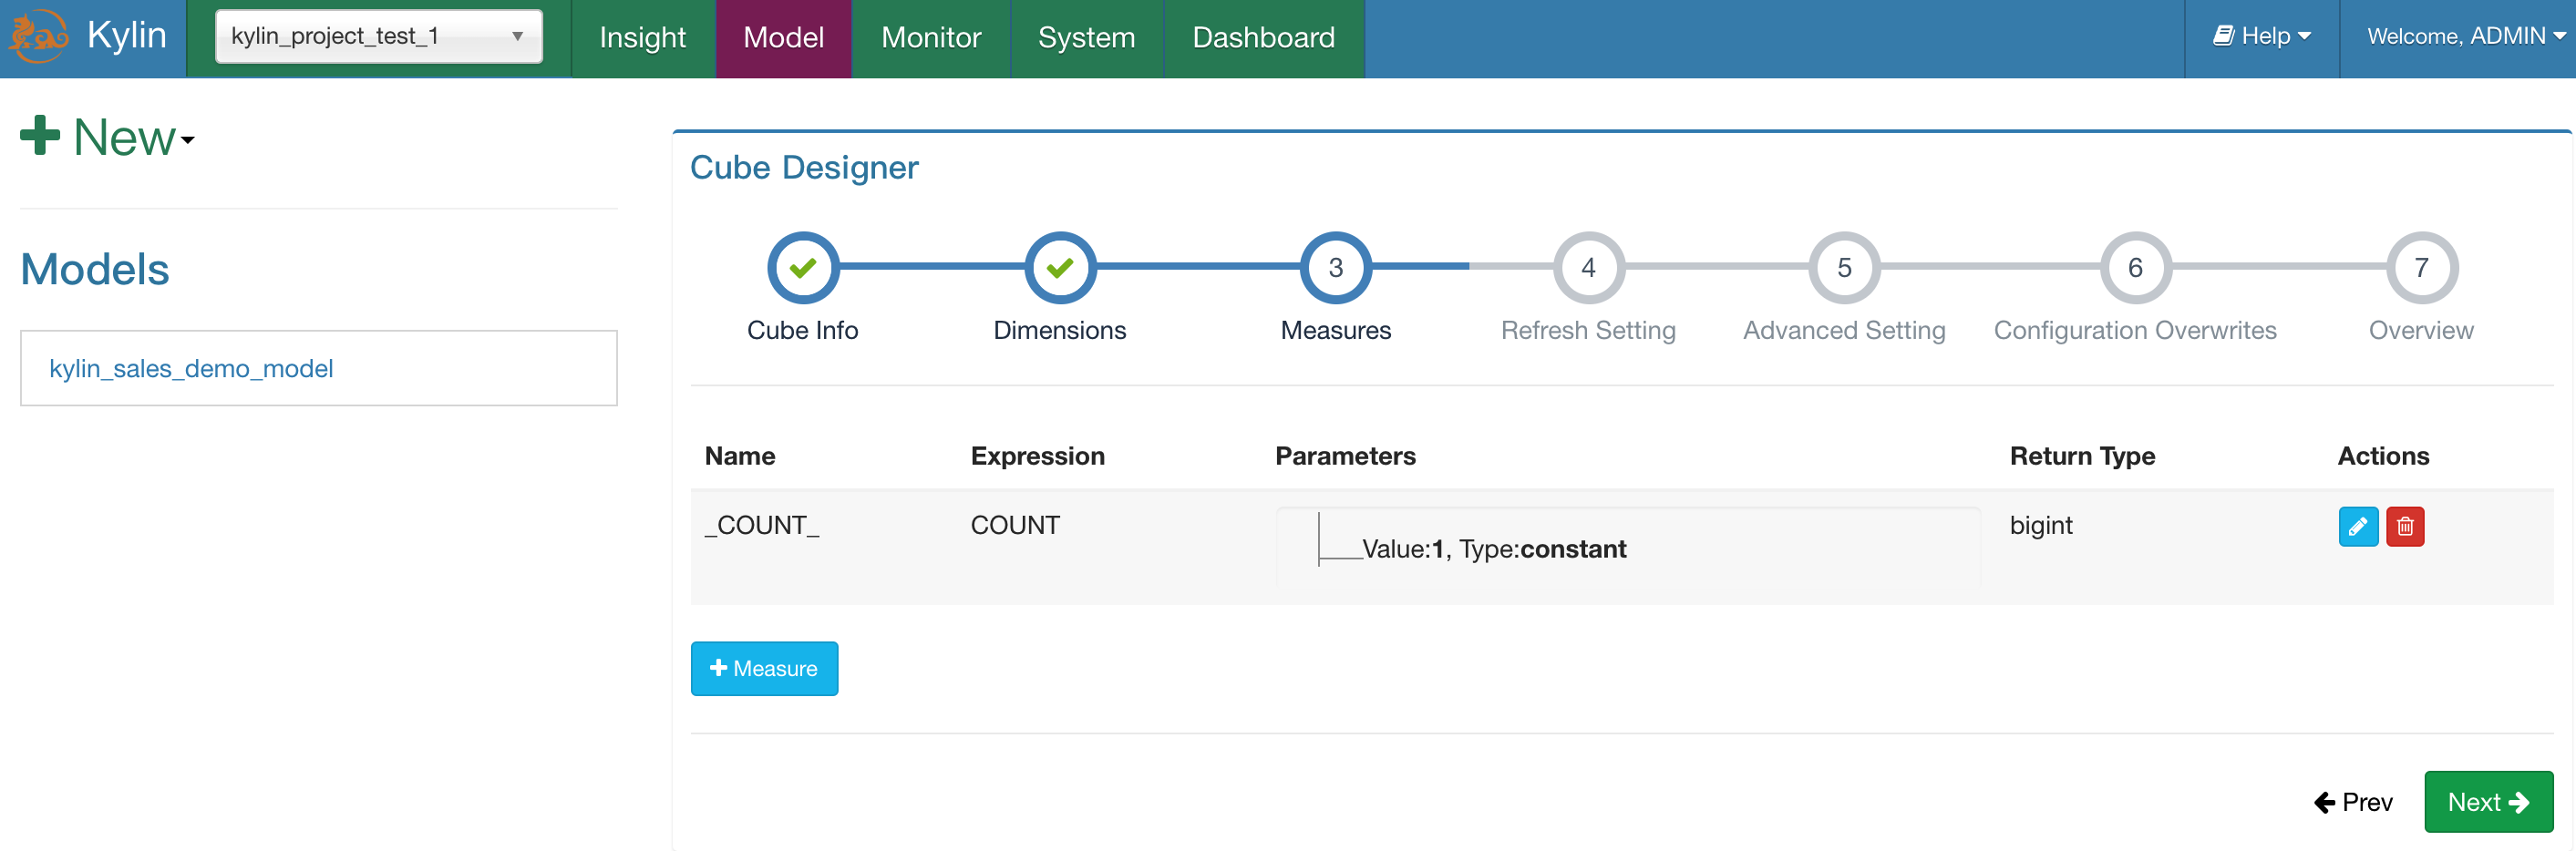 Kylin kylin_project_test_1 Insight Model Monitor System Dashboard Help Welcome, ADMIN
New
Cube Designer
Models
3 4 5 6 7
Cube Info Dimensions Measures Refresh Setting Advanced Setting Configuration Overwrites Overview
kylin_sales_demo_model
Name Expression Parameters Return Type Actions
_COUNT_ COUNT Value:1, Type:constant bigint
Measure
Prev Next